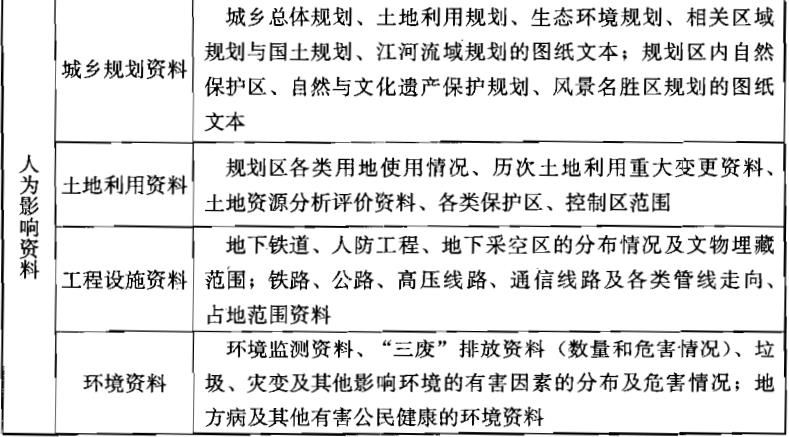 人为影响资料
城乡规划资料
城乡总体规划、土地利用规划、生态环境规划、相关区域
规划与国土规划、江河流域规划的图纸文本；规划区内自然
保护区、自然与文化遗产保护规划、风景名胜区规划的图纸
文本
土地利用资料
规划区各类用地使用情况、历次土地利用重大变更资料、
土地资源分析评价资料、各类保护区、控制区范围
工程设施资料
地下铁道、人防工程、地下采空区的分布情况及文物埋藏
范围；铁路、公路、高压线路、通信线路及各类管线走向、
占地范围资料
环境资料
环境监测资料、“三废”排放资料（数量和危害情况）、垃
圾、灾变及其他影响环境的有害因素的分布及危害情况；地
方病及其他有害公民健康的环境资料